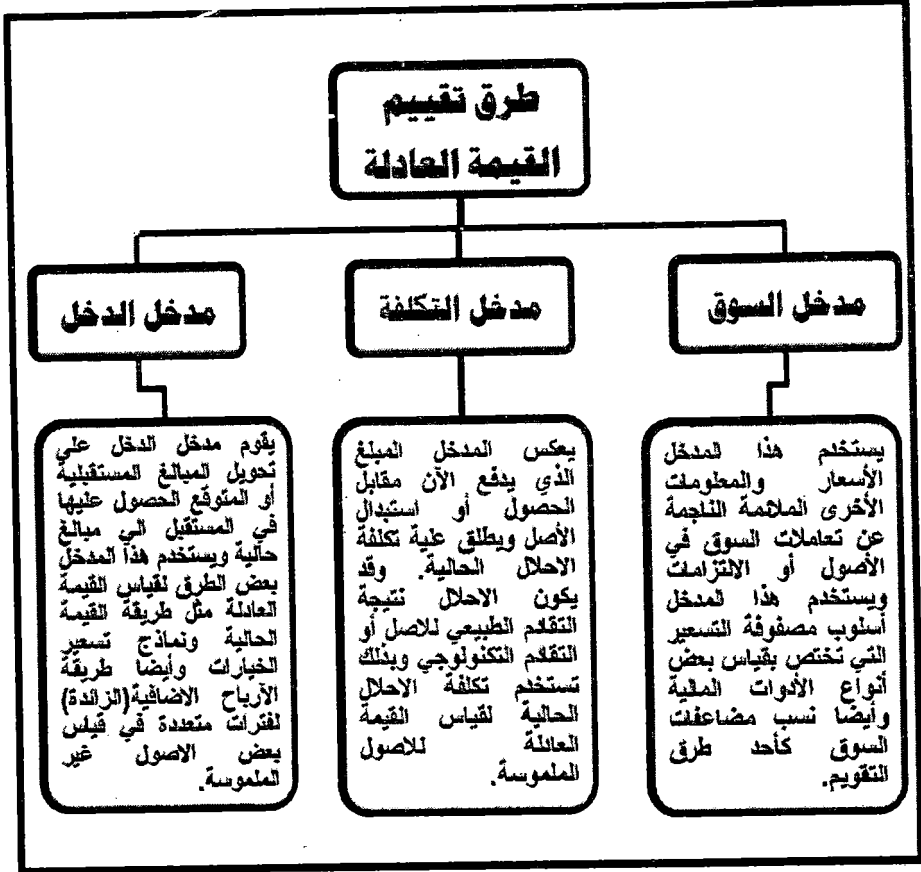 طرق تقييم
القيمة العادلة
مدخل السوق
مدخل التكلفة
مدخل الدخل
يستخدم هذا المدخل
الأسعار والمعلومات
الأخرى الملائمة الناجمة
عن تعاملات السوق في
الأصول أو الالتزامات
ويستخدم هذا المدخل
أسلوب مصفوفة التسعير
التي تختص بقياس بعض
أنواع الأدوات المالية
وأيضا نسب مضاعفات
السوق كأحد طرق
التقويم.
يعكس المدخل المبلغ
الذي يدفع الآن مقابل
الحصول أو استبدال
الأصل ويطلق علية تكلفة
الاحلال الحالية. وقد
يكون الاحلال نتيجة
التقادم الطبيعي للاصل أو
التقادم التكنولوجي وبذلك
تستخدم تكلفة الاحلال
الحالية لقياس القيمة
العادلة للاصول
الملموسة.
يقوم مدخل الدخل على
تحويل المبالغ المستقبلية
أو المتوقع الحصول عليها
في المستقبل الي مبالغ
حالية ويستخدم هذا المدخل
بعض الطرق لقياس القيمة
العادلة مثل طريقة القيمة
الحالية ونماذج تسعير
الخيارات وأيضا طريقة
الأرباح الاضافية(الزائدة)
لفترات متعددة في قياس
بعض الاصول غير
الملموسة.